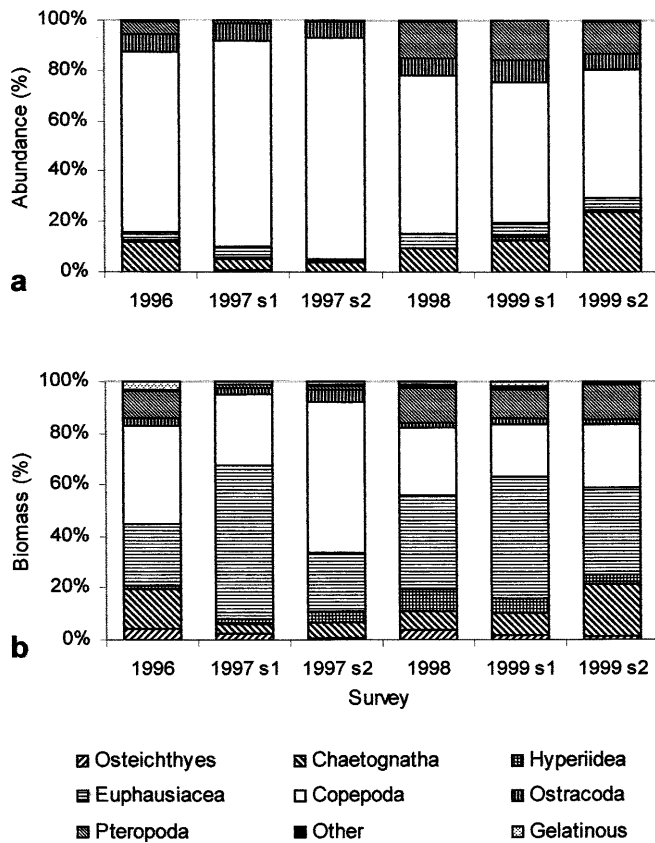 100%
80%
60%
40%
20%
0%
Abundance (%)
a
1996 1997 s1 1997 s2 1998 1999 s1 1999 s2
100%
80%
60%
40%
20%
0%
Biomass (%)
b
1996 1997 s1 1997 s2 1998 1999 s1 1999 s2
Survey
Osteichthyes Chaetognatha Hyperiidea
Euphausiacea Copepoda Ostracoda
Pteropoda Other Gelatinous